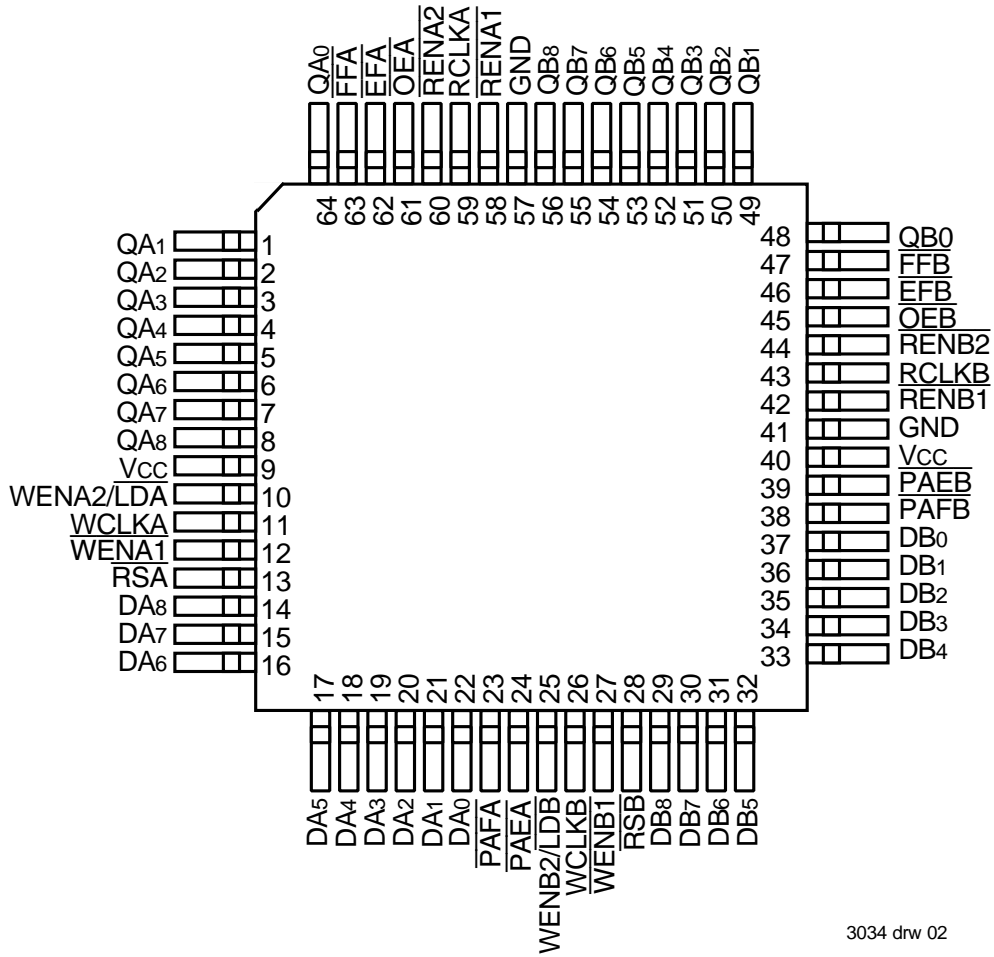 QA0
FFA
EFA
OEA
RENA2
RCLKA
RENA1
GND
QB8
QB7
QB6
QB5
QB4
QB3
QB2
QB1
64
63
62
61
60
59
58
57
56
55
54
53
52
51
50
49
QA1 1
QA2 2
QA3 3
QA4 4
QA5 5
QA6 6
QA7 7
QA8 8
VCC 9
WENA2/LDA 10
WCLKA 11
WENA1 12
RSA 13
DA8 14
DA7 15
DA6 16
48 QB0
47 FFB
46 EFB
45 OEB
44 RENB2
43 RCLKB
42 RENB1
41 GND
40 VCC
39 PAEB
38 PAFB
37 DB0
36 DB1
35 DB2
34 DB3
33 DB4
17
18
19
20
21
22
23
24
25
26
27
28
29
30
31
32
DA5
DA4
DA3
DA2
DA1
DA0
PAFA
PAEA
WENB2/LDB
WCLKB
WENB1
RSB
DB8
DB7
DB6
DB5
3034 drw 02